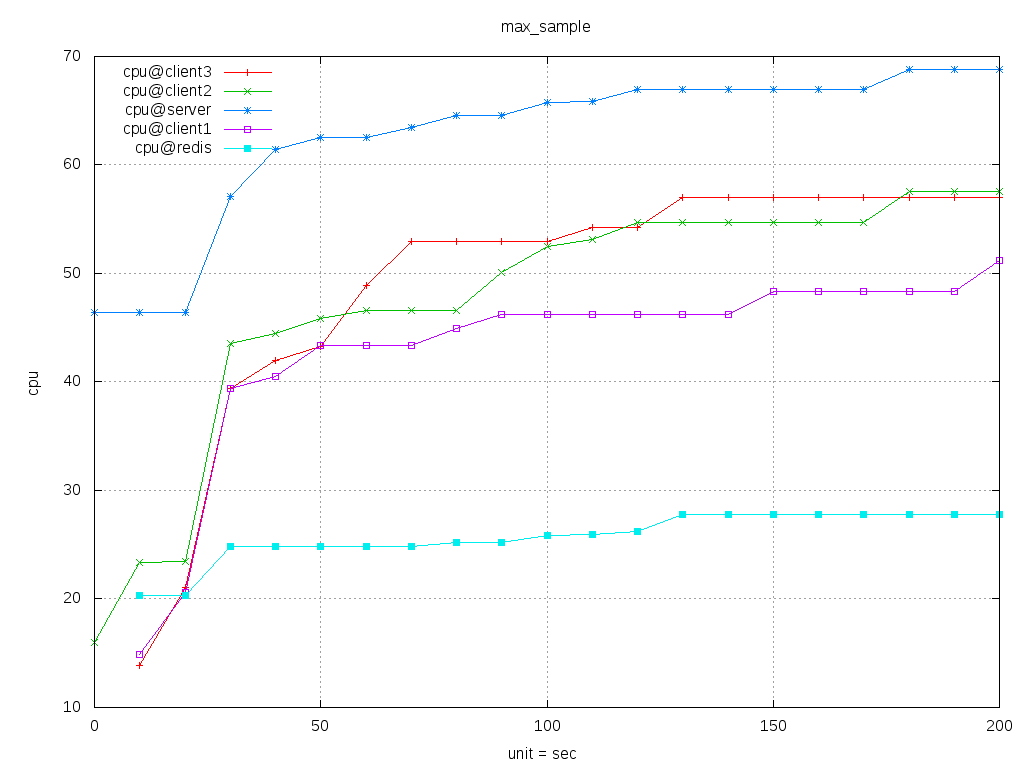 max_sample
70
60
50
40
30
20
10
cpu
cpu@client3
cpu@client2
cpu@server
cpu@client1
cpu@redis
0 50 100 150 200
unit = sec